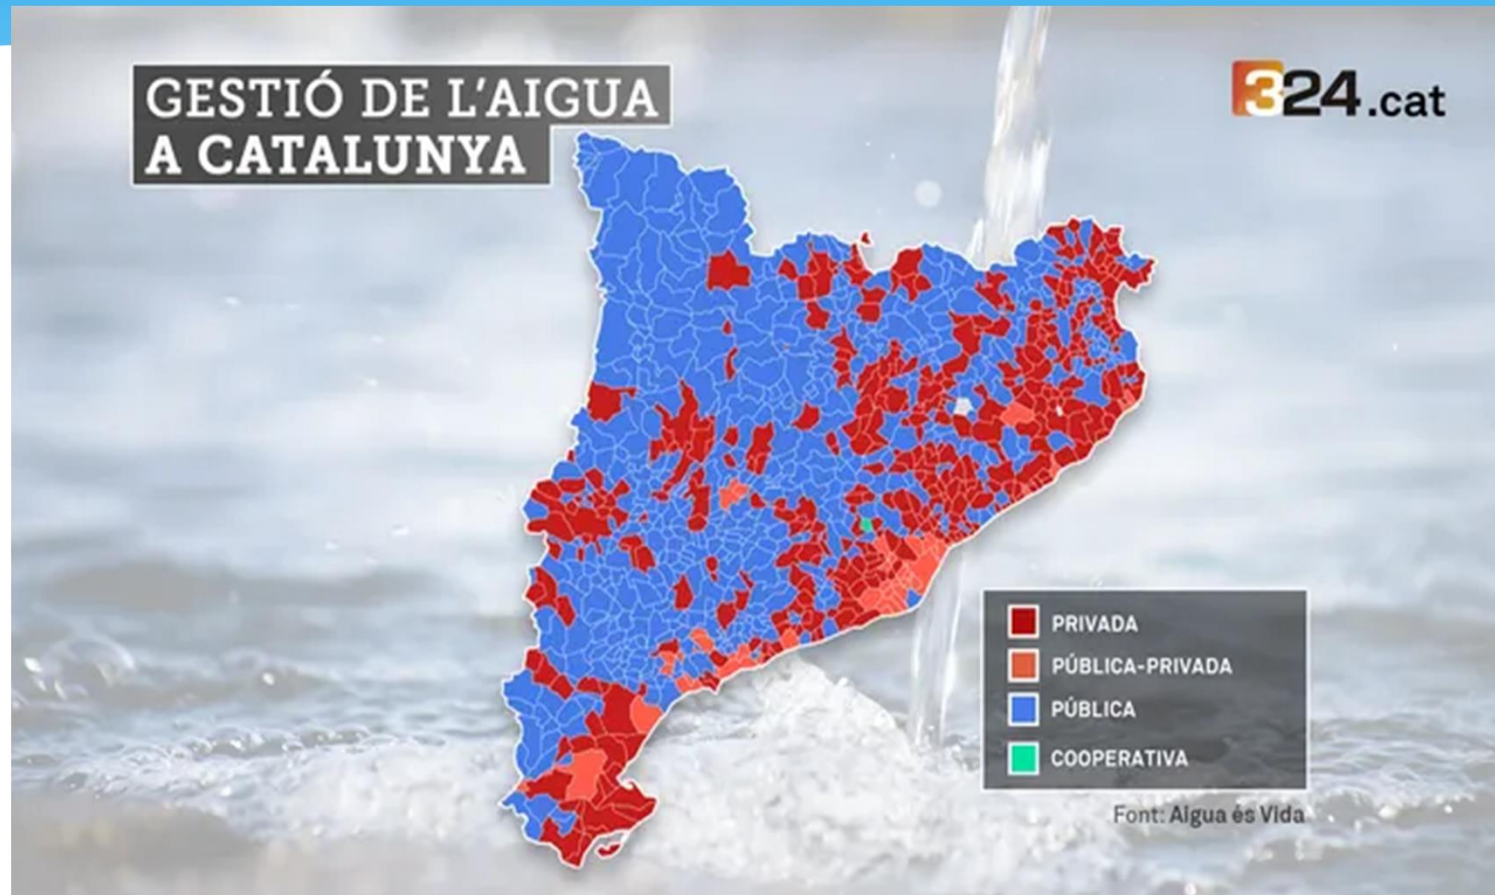 GESTIÓ DE L'AIGUA
A CATALUNYA
324.cat
PRIVADA
PÚBLICA-PRIVADA
PÚBLICA
COOPERATIVA
Font: Aigua és Vida